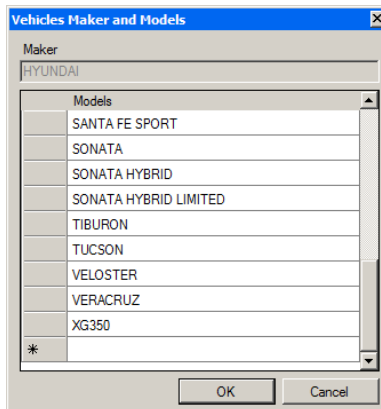 Vehicles Maker and Models
Maker
HYUNDAI
Models
SANTA FE SPORT
SONATA
SONATA HYBRID
SONATA HYBRID LIMITED
TIBURON
TUCSON
VELOSTER
VERACRUZ
XG350
*
OK Cancel